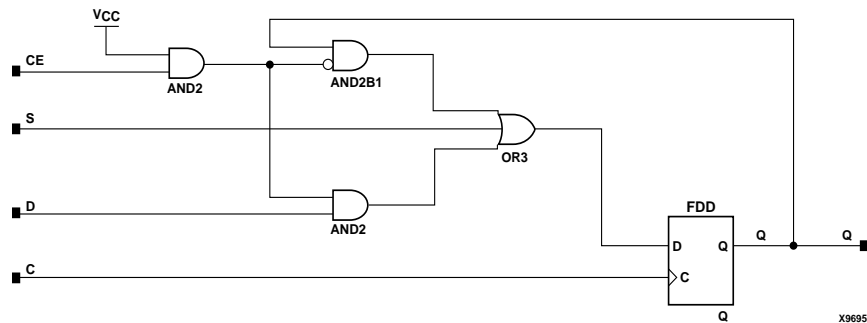 VCC
CE
AND2
AND2B1
S
OR3
D
AND2
FDD
D Q Q Q
C
C
Q
X9695